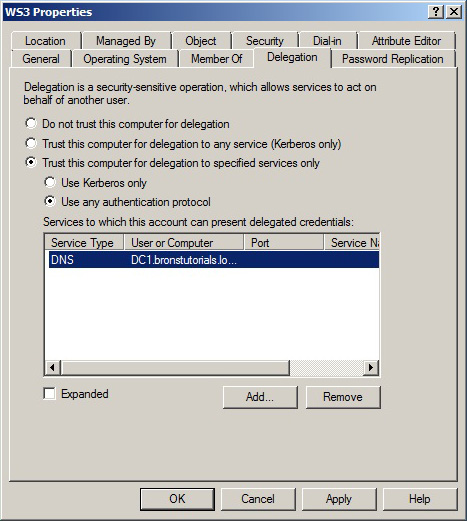 WS3 Properties
Location Managed By Object Security Dial-in Attribute Editor
General Operating System Member Of Delegation Password Replication
Delegation is a security-sensitive operation, which allows services to act on
behalf of another user.
Do not trust this computer for delegation
Trust this computer for delegation to any service (Kerberos only)
Trust this computer for delegation to specified services only
Use Kerberos only
Use any authentication protocol
Services to which this account can present delegated credentials:
Service Type User or Computer Port Service Na
DNS DC1.bronstutorials.lo...
Expanded Add... Remove
OK Cancel Apply Help